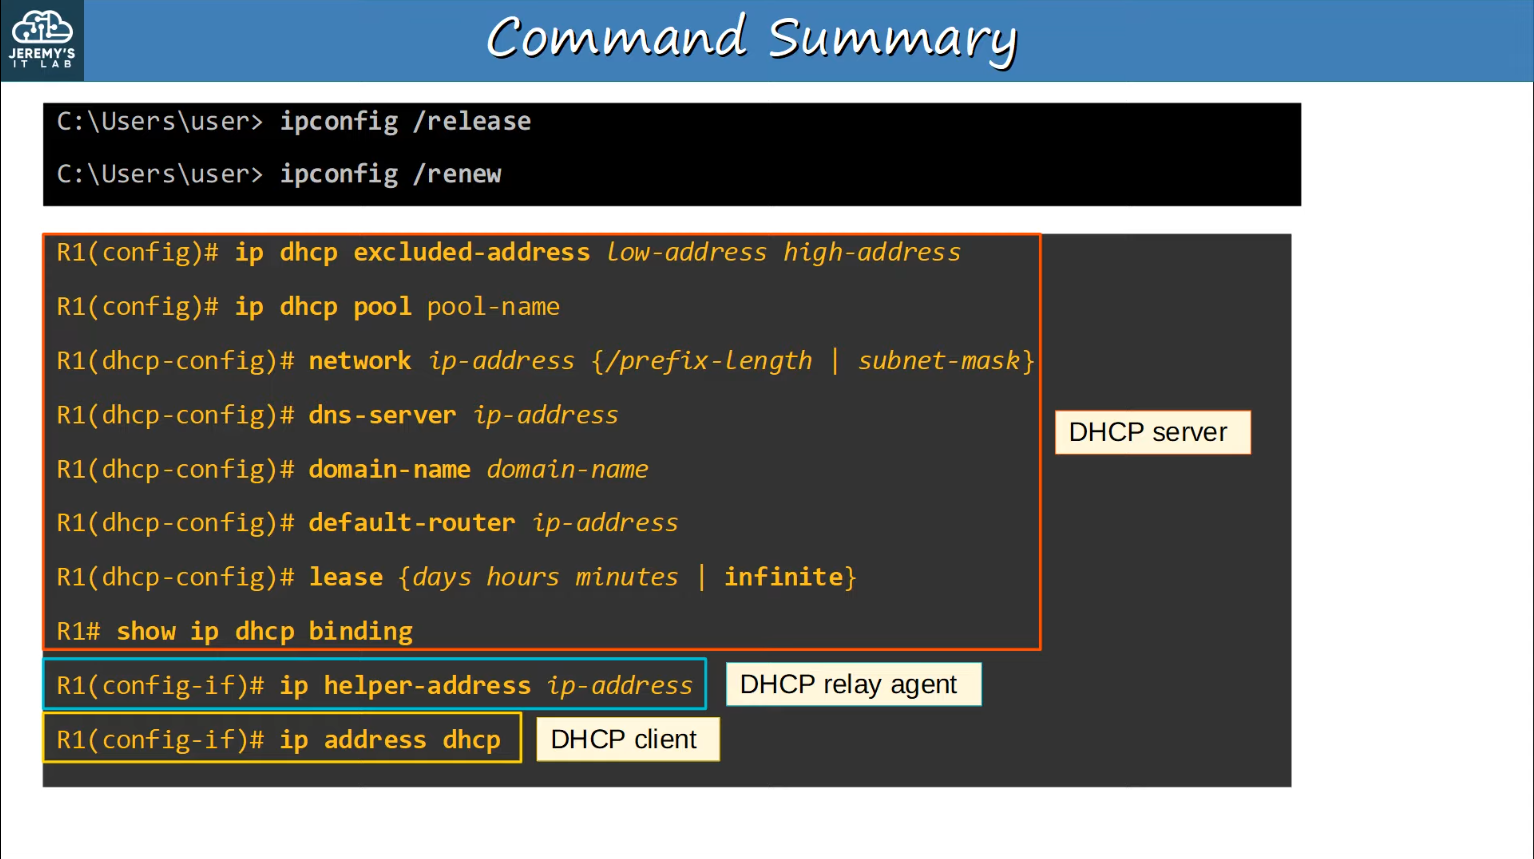 JEREMY'S
IT LAB
Command Summary
C:\Users\user> ipconfig /release
C:\Users\user> ipconfig /renew
R1(config)# ip dhcp excluded-address low-address high-address
R1(config)# ip dhcp pool pool-name
R1(dhcp-config)# network ip-address {/prefix-length | subnet-mask}
R1(dhcp-config)# dns-server ip-address
R1(dhcp-config)# domain-name domain-name
R1(dhcp-config)# default-router ip-address
R1(dhcp-config)# lease {days hours minutes | infinite}
R1# show ip dhcp binding
DHCP server
R1(config-if)# ip helper-address ip-address
DHCP relay agent
R1(config-if)# ip address dhcp
DHCP client